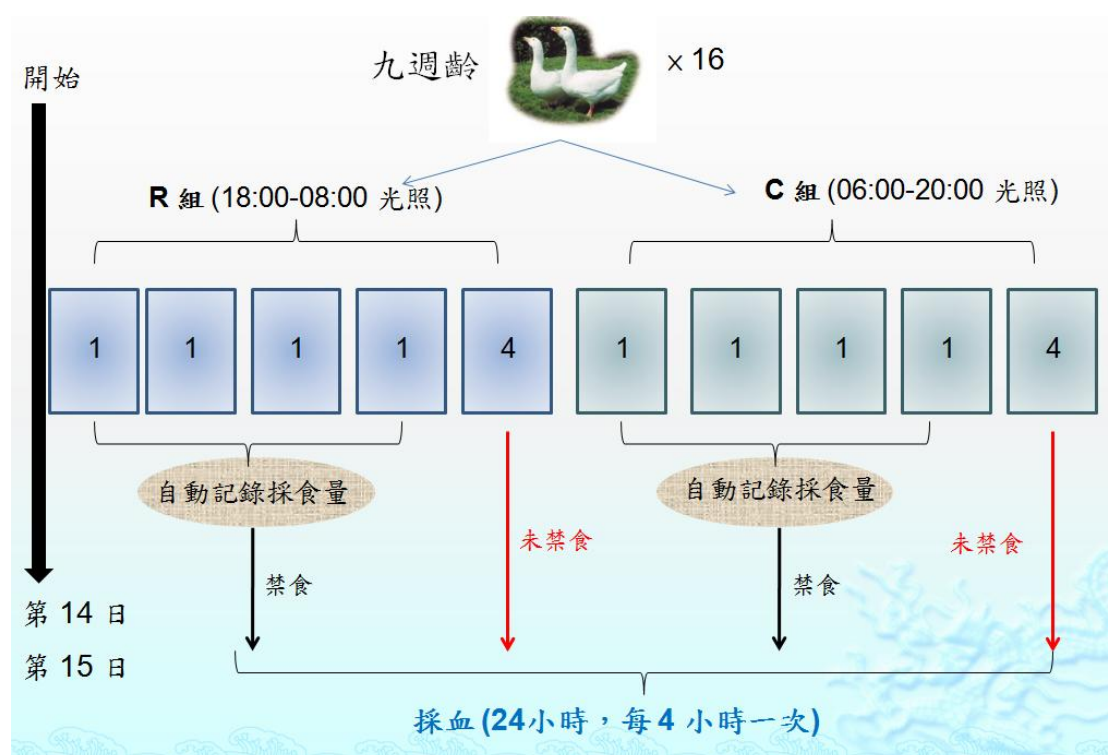 九週齡
× 16
開始
R 組 (18:00-08:00 光照)
C 組 (06:00-20:00 光照)
1 1 1 1 4 1 1 1 1 4
自動記錄採食量
自動記錄採食量
未禁食
未禁食
禁食
禁食
第 14 日
第 15 日
採血 (24小時，每 4 小時一次)